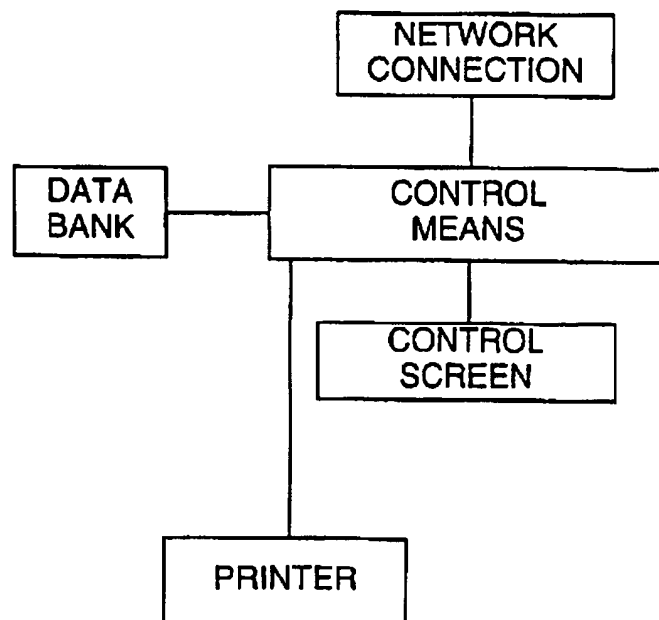 NETWORK
CONNECTION
DATA
BANK
CONTROL
MEANS
CONTROL
SCREEN
PRINTER